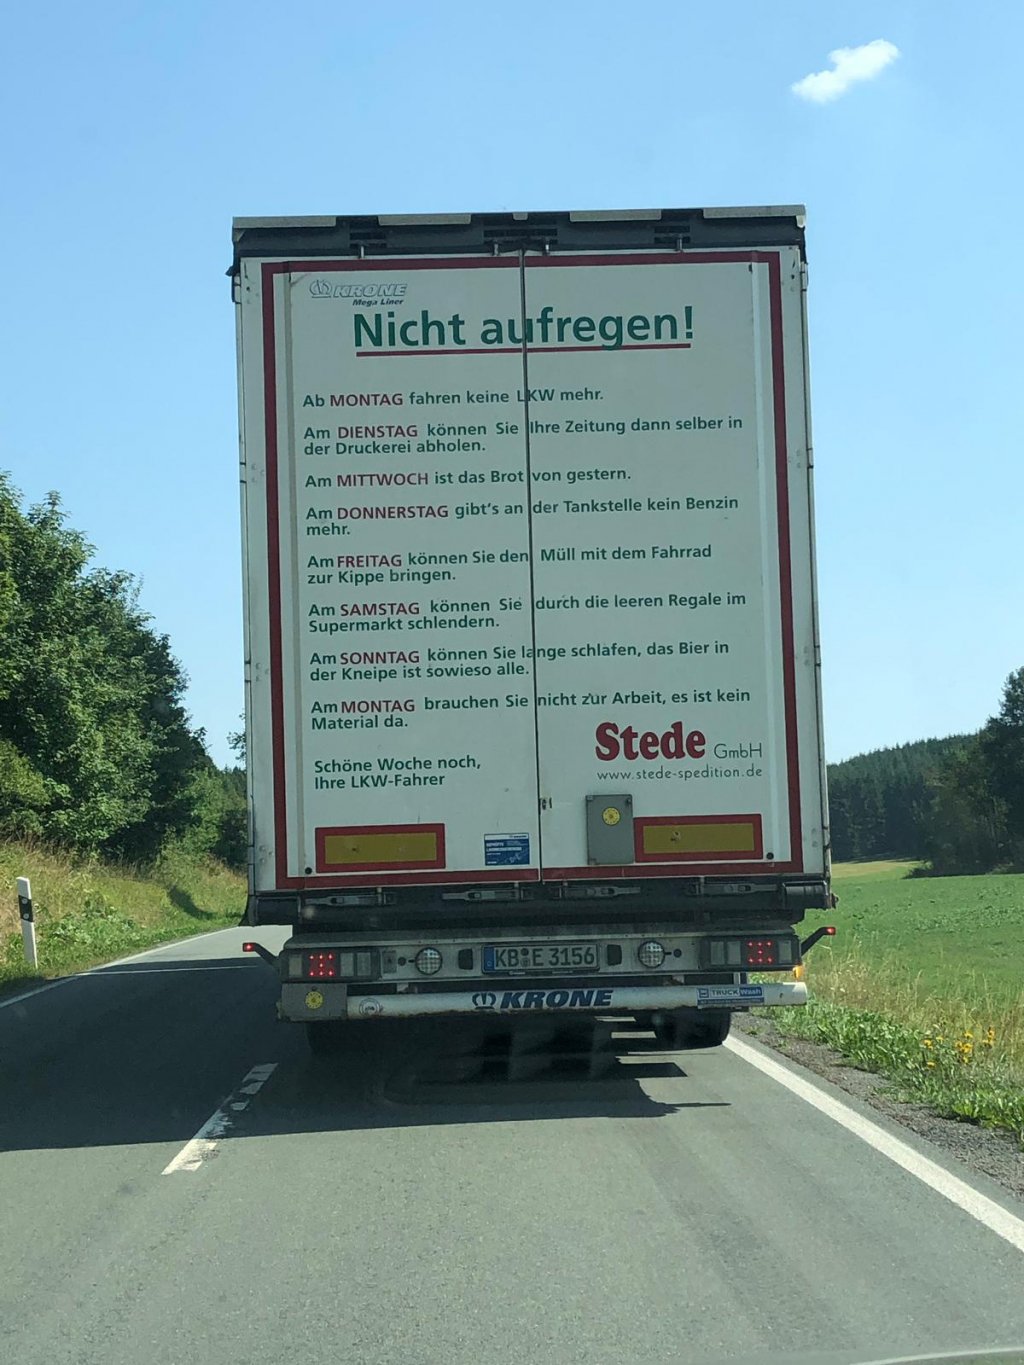 KRONE
Mega Liner
Nicht aufregen!
Ab MONTAG fahren keine LKW mehr.
Am DIENSTAG können Sie Ihre Zeitung dann selber in
der Druckerei abholen.
Am MITTWOCH ist das Brot von gestern.
Am DONNERSTAG gibt's an der Tankstelle kein Benzin
mehr.
Am FREITAG können Sie den Müll mit dem Fahrrad
zur Kippe bringen.
Am SAMSTAG können Sie durch die leeren Regale im
Supermarkt schlendern.
Am SONNTAG können Sie lange schlafen, das Bier in
der Kneipe ist sowieso alle.
Am MONTAG brauchen Sie nicht zur Arbeit, es ist kein
Material da.
Stede GmbH
www.stede-spedition.de
Schöne Woche noch,
Ihre LKW-Fahrer
KB E 3156
KRONE
TRUCKWash